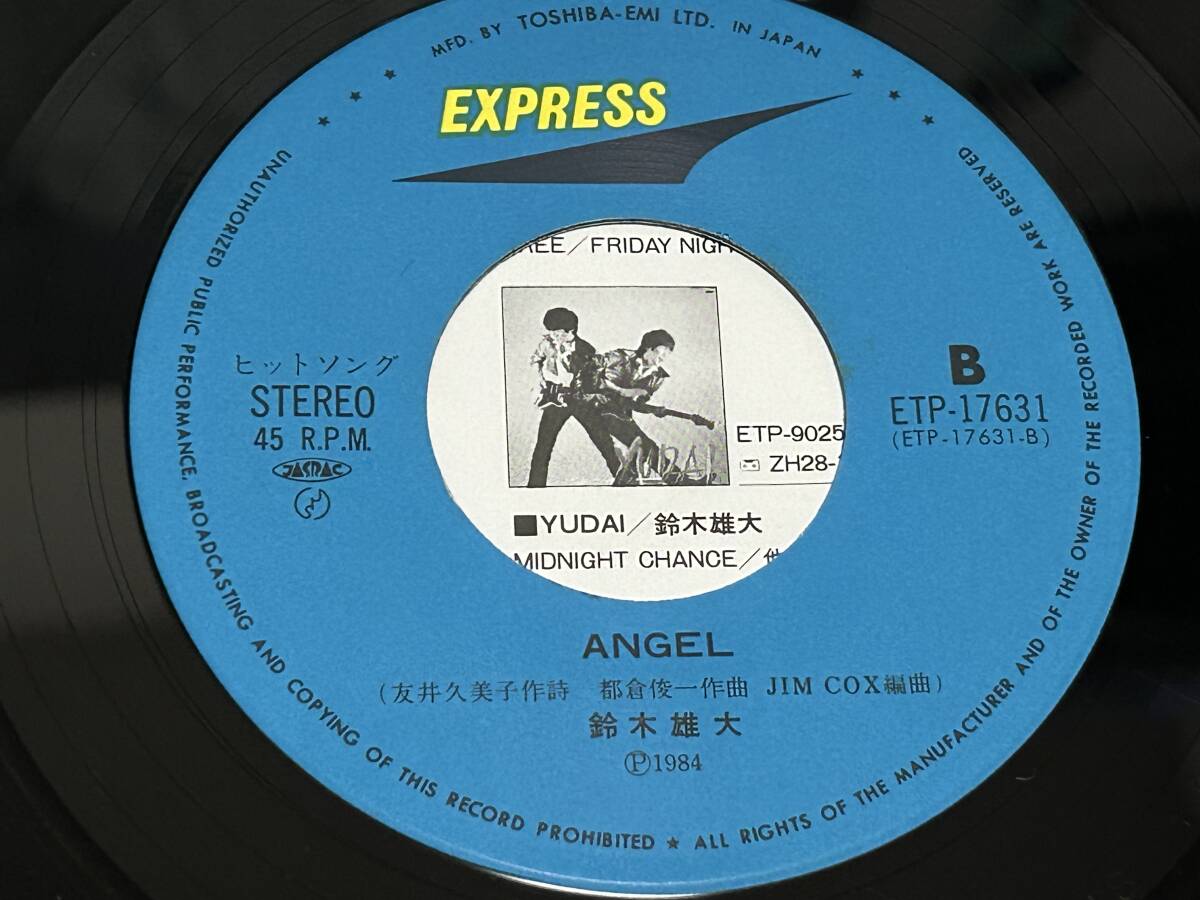 MFD. BY TOSHIBA-EMI LTD. IN JAPAN
EXPRESS
UNAUTHORIZED PUBLIC PERFORMANCE, BROADCASTING AND COPYING OF THIS RECORD PROHIBITED ★ ALL RIGHTS OF THE MANUFACTURER AND OF THE OWNER OF THE RECORDED WORK ARE RESERVED
/FRIDAY
ヒットソング
STEREO
45 R.P.M.
JASRAC
B
ETP-17631
(ETP-17631-B)
ETP-9025
ZH28-
■YUDAI/鈴木雄大
MIDNIGHT CHANCE/他
ANGEL
(友井久美子作詩 都倉俊一作曲 JIM COX編曲)
鈴木雄大
Ⓟ1984